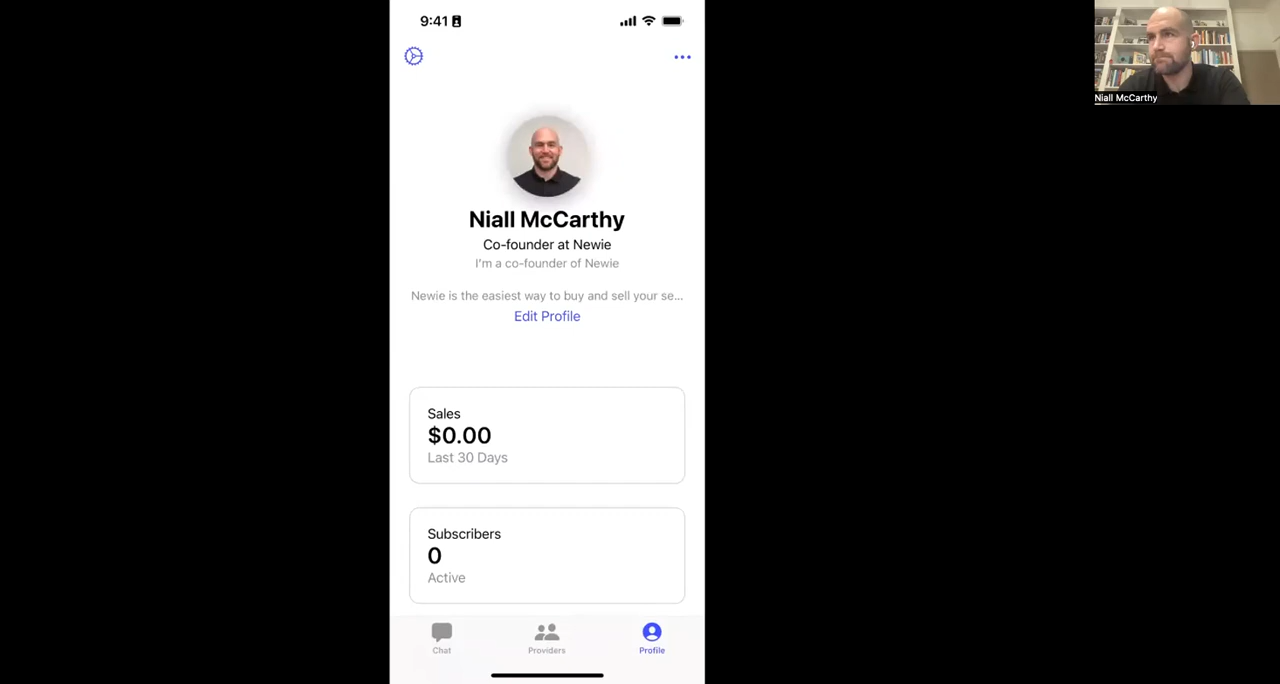 9:41
Niall McCarthy
Niall McCarthy
Co-founder at Newie
I'm a co-founder of Newie
Newie is the easiest way to buy and sell your se...
Edit Profile
Sales
$0.00
Last 30 Days
Subscribers
0
Active
Chat
Providers
Profile